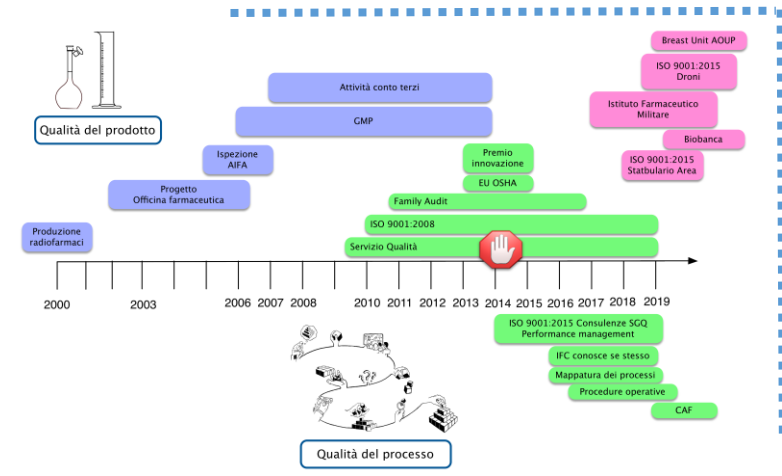 Breast Unit AOUP
ISO 9001:2015
Droni
Attività conto terzi
Istituto Farmaceutico
Militare
GMP
Qualità del prodotto
Biobanca
Ispezione
AIFA
Premio
innovazione
ISO 9001:2015
Statbulario Area
EU OSHA
Progetto
Officina farmaceutica
Family Audit
ISO 9001:2008
Produzione
radiofarmaci
Servizio Qualità
2000 2003 2006 2007 2008 2010 2011 2012 2013 2014 2015 2016 2017 2018 2019
ISO 9001:2015 Consulenze SGQ
Performance management
IFC conosce se stesso
Mappatura dei processi
Procedure operative
CAF
Qualità del processo